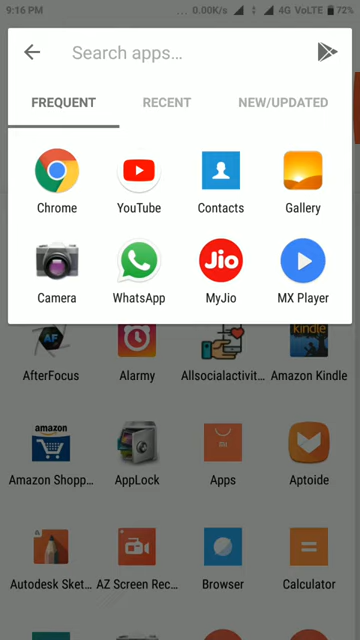 9:16 PM ... 0.00K/s 4G VoLTE 72%
Search apps...
FREQUENT RECENT NEW/UPDATED
Chrome YouTube Contacts Gallery
Jio
Camera WhatsApp MyJio MX Player
AF kindle
AfterFocus Alarmy Allsocialactivit... Amazon Kindle
amazon mi
Amazon Shopp... AppLock Apps Aptoide
Autodesk Sket... AZ Screen Rec... Browser Calculator